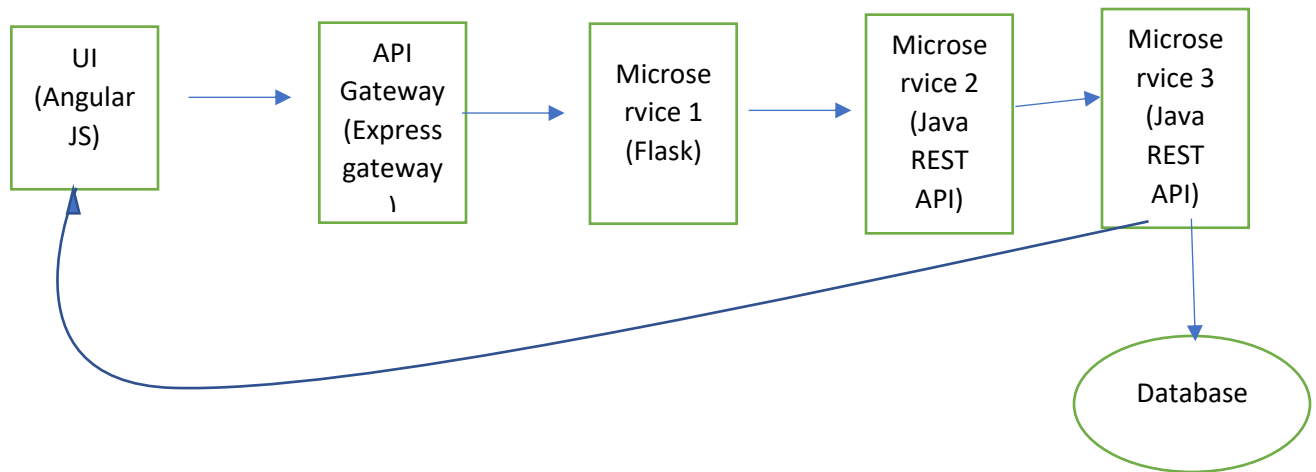 UI
(Angular
JS)
API
Gateway
(Express
gateway
)
Microse
rvice 1
(Flask)
Microse
rvice 2
(Java
REST
API)
Microse
rvice 3
(Java
REST
API)
Database